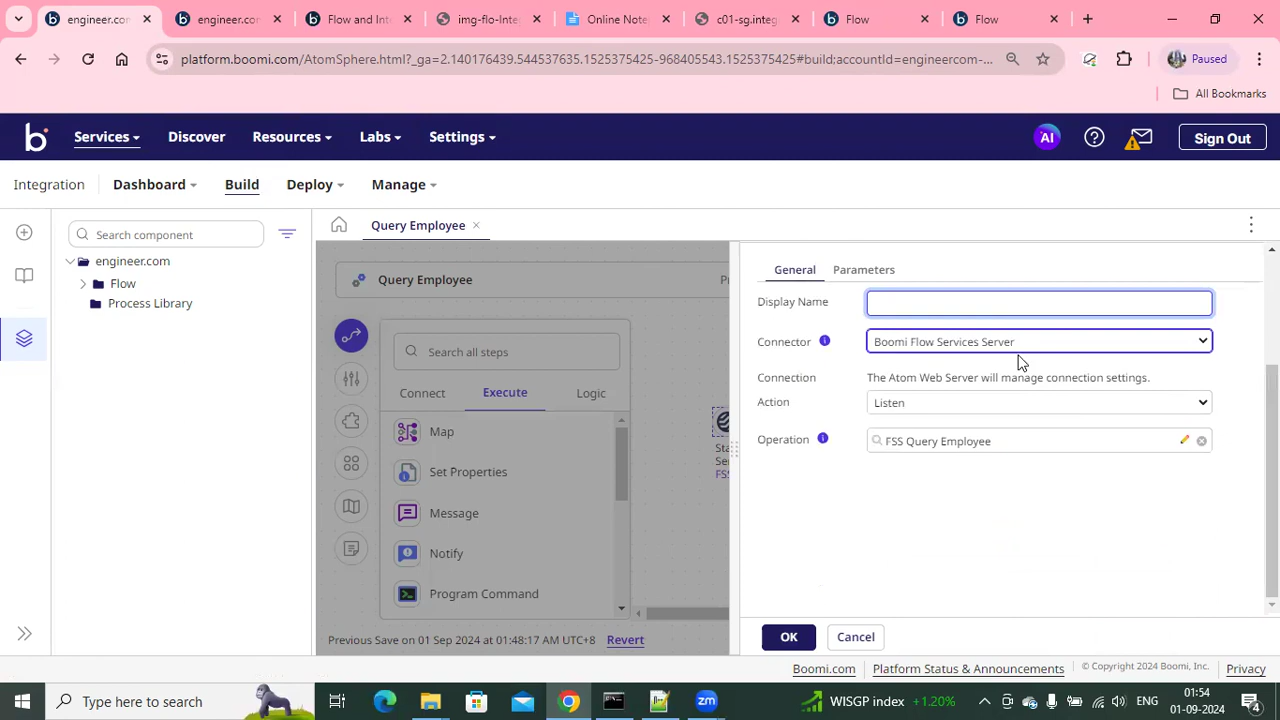 engineer.com
engineer.co
Flow and Int
img-flo-Inte
Online Note
c01-sg.integ
Flow
Flow
platform.boomi.com/AtomSphere.html?_ga=2.140176439.544537635.1525375425-968405543.1525375425#build;accountId=engineercom-...
Paused
All Bookmarks
Services
Discover
Resources
Labs
Settings
AI
Sign Out
Integration
Dashboard
Build
Deploy
Manage
Search component
engineer.com
Flow
Process Library
Query Employee
Query Employee
Search all steps
Connect
Execute
Logic
Map
Set Properties
Message
Notify
Program Command
Sta
Ser
FSS
Previous Save on 01 Sep 2024 at 01:48:17 AM UTC+8
Revert
General
Parameters
Display Name
Connector
Boomi Flow Services Server
Connection
The Atom Web Server will manage connection settings.
Action
Listen
Operation
FSS Query Employee
OK
Cancel
Boomi.com
Platform Status & Announcements
© Copyright 2024 Boomi, Inc.
Privacy
Type here to search
zm
WISGP index
+1.20%
ENG
01:54
01-09-2024
4